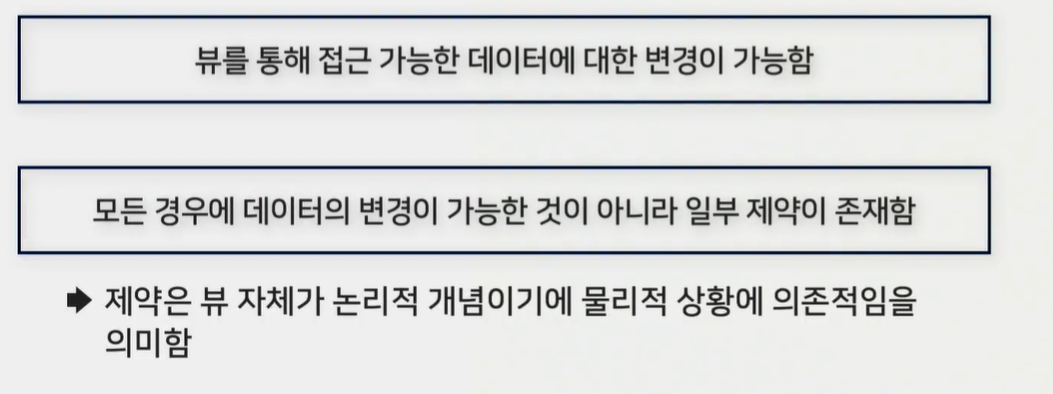 뷰를 통해 접근 가능한 데이터에 대한 변경이 가능함
모든 경우에 데이터의 변경이 가능한 것이 아니라 일부 제약이 존재함
제약은 뷰 자체가 논리적 개념이기에 물리적 상황에 의존적임을
의미함